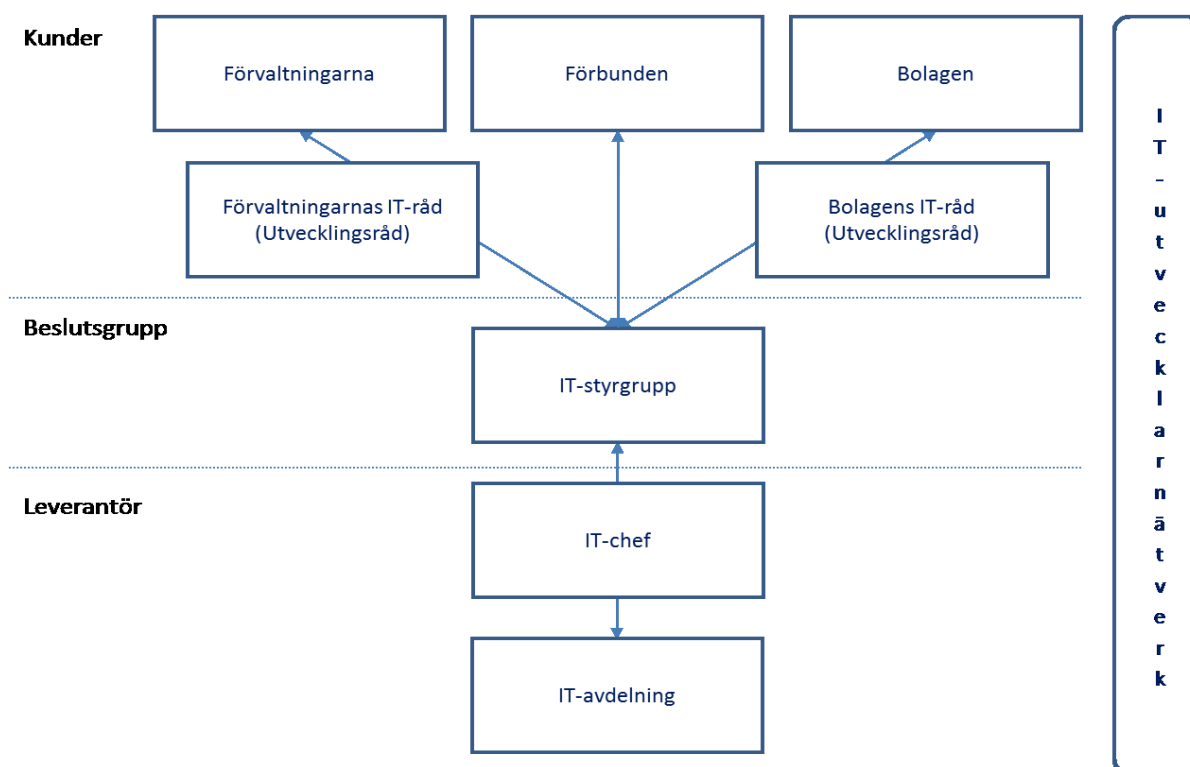 Kunder
Förvaltningarna
Förbunden
Bolagen
Förvaltningarnas IT-råd
(Utvecklingsråd)
Bolagens IT-råd
(Utvecklingsråd)
Beslutsgrupp
IT-styrgrupp
Leverantör
IT-chef
IT-avdelning
I
T
-
u
t
v
e
c
k
l
a
r
n
ä
t
v
e
r
k